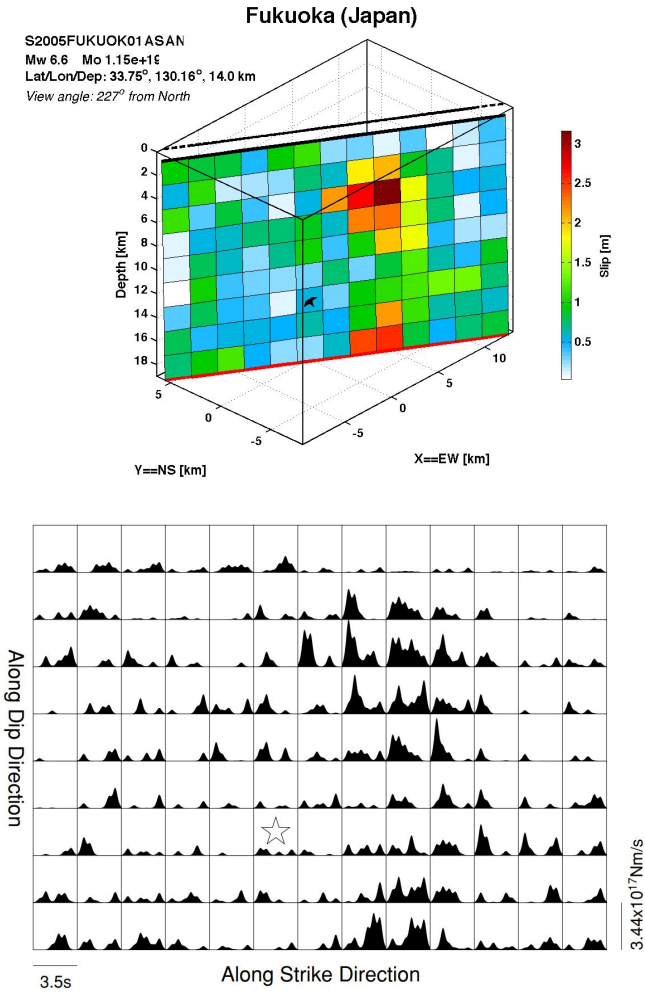 Fukuoka (Japan)
S2005FUKUOK01ASAN
Mw 6.6 Mo 1.15e+19
Lat/Lon/Dep: 33.75°, 130.16°, 14.0 km
View angle: 227° from North
0
2
4
6
8
10
12
14
16
18
Depth [km]
5
0
-5
Y==NS [km]
-5
0
5
10
X==EW [km]
3
2.5
2
1.5
1
0.5
Slip [m]
Along Dip Direction
3.44x10¹⁷Nm/s
3.5s
Along Strike Direction